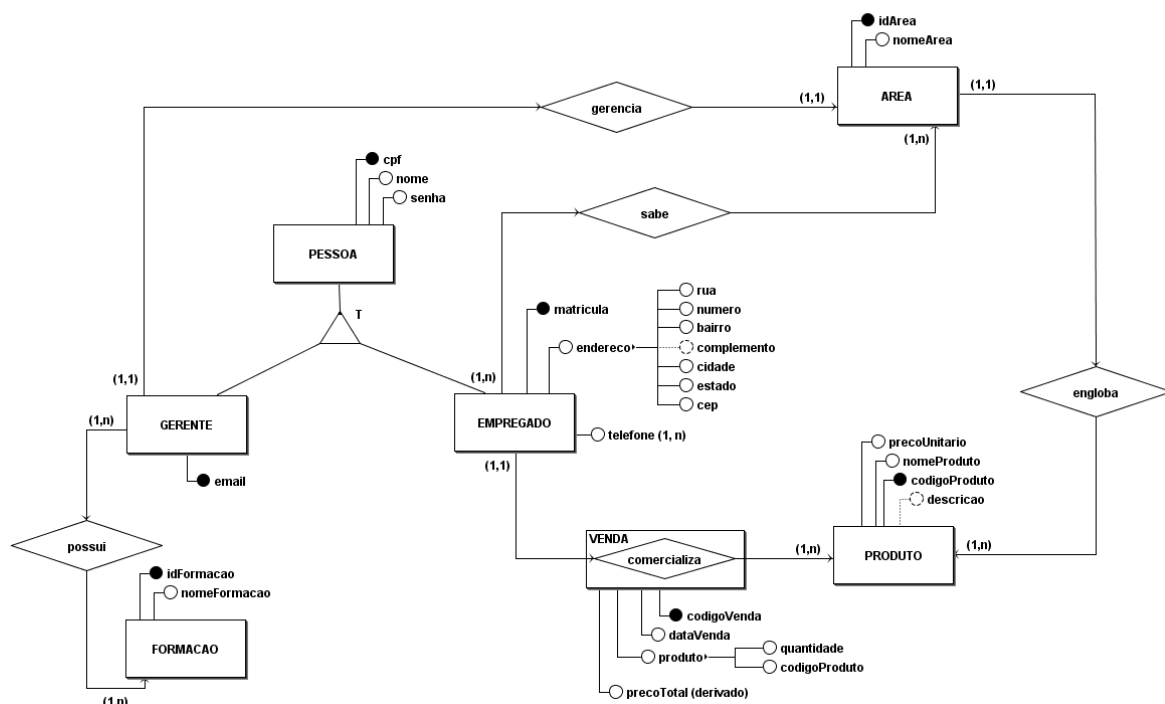 idArea
nomeArea
AREA
(1,1)
(1,1)
gerencia
(1,n)
cpf
nome
senha
sabe
PESSOA
T
rua
numero
matricula
bairro
endereco
complemento
cidade
estado
cep
(1,1)
(1,n)
engloba
(1,n)
GERENTE
EMPREGADO
telefone (1, n)
precoUnitario
nomeProduto
codigoProduto
descricao
(1,1)
email
possui
VENDA
comercializa
(1,n)
PRODUTO
(1,n)
idFormacao
nomeFormacao
codigoVenda
dataVenda
FORMACAO
produto
quantidade
codigoProduto
precoTotal (derivado)
(1,n)